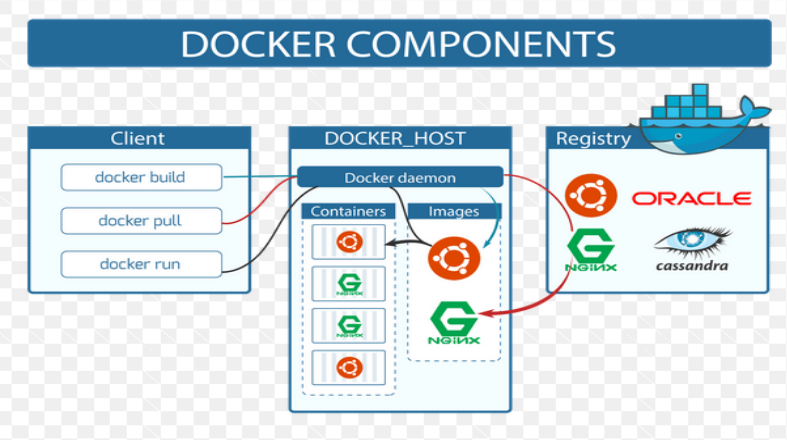 DOCKER COMPONENTS
Client
docker build
docker pull
docker run
DOCKER_HOST
Docker daemon
Containers
Images
NGiNX
NGiNX
NGiNX
Registry
ORACLE
NGiNX
cassandra